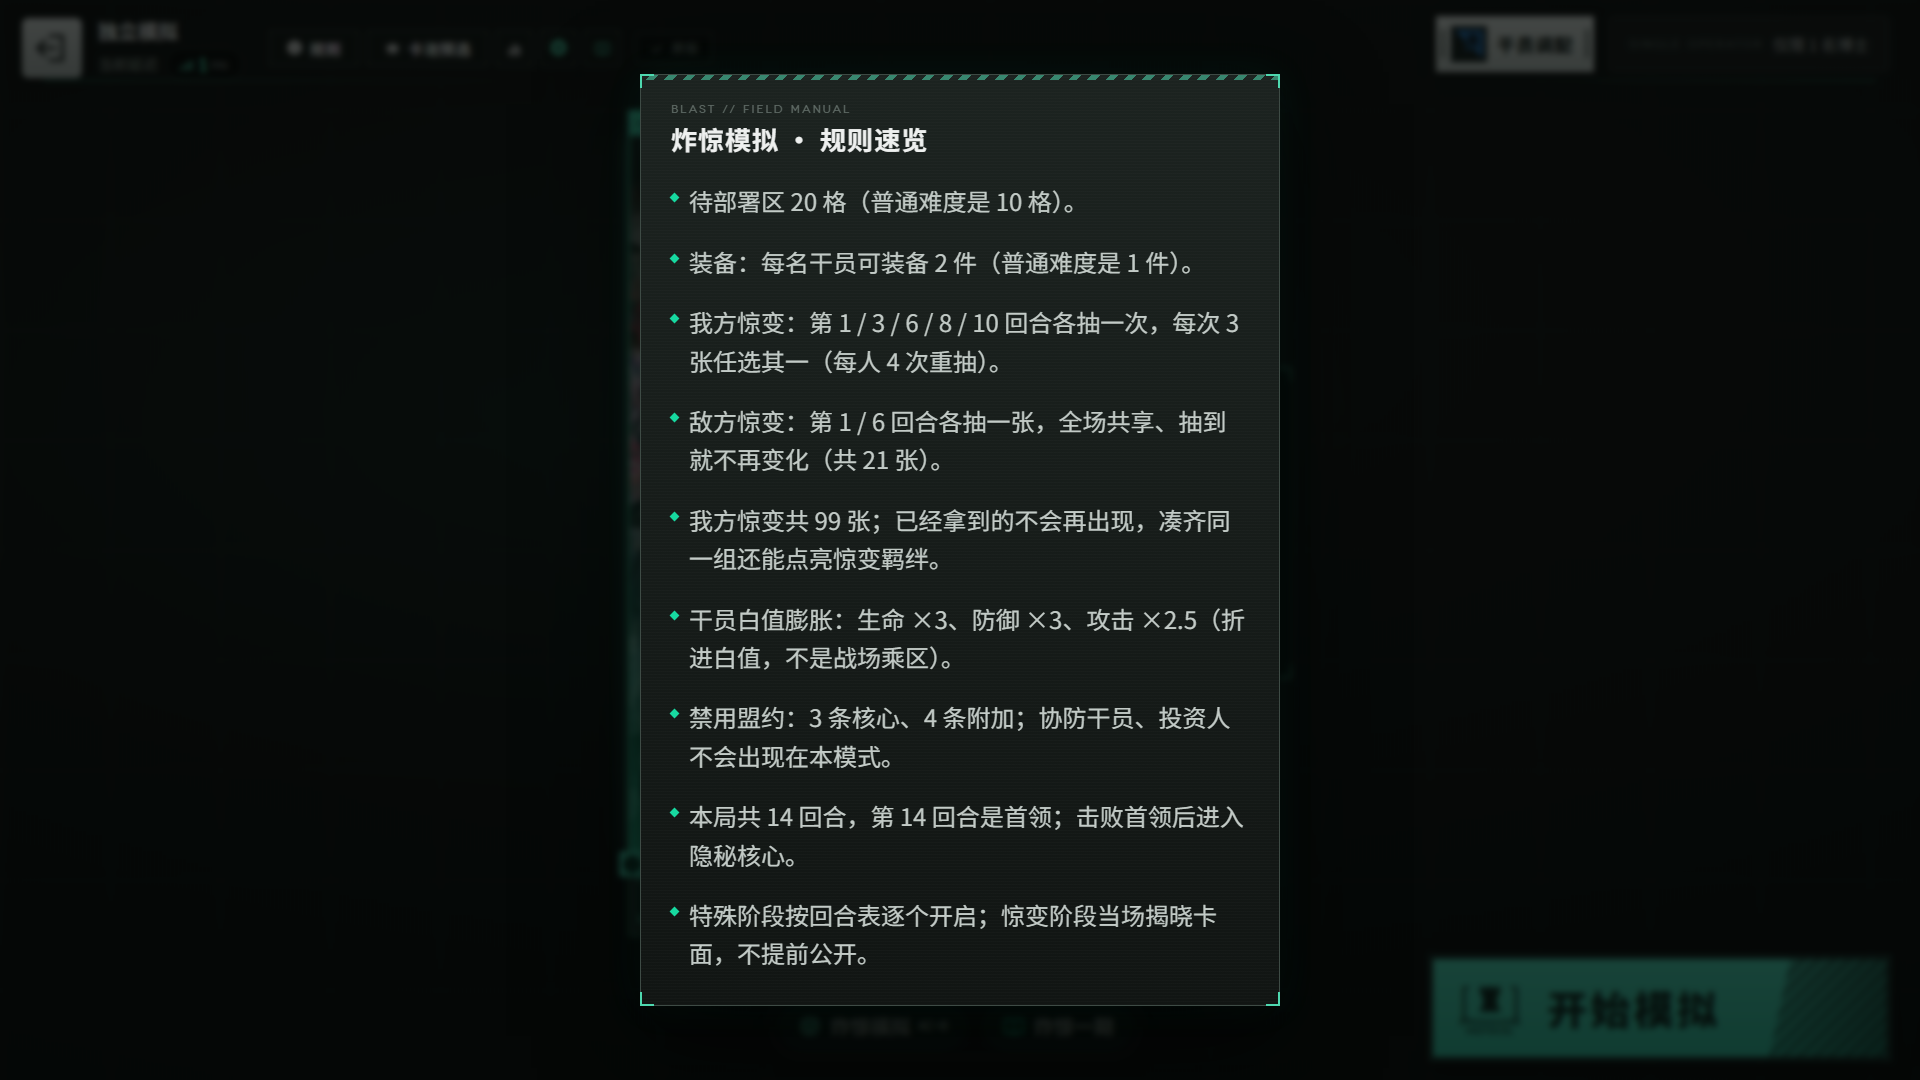 独立模拟
BLAST // FIELD MANUAL
炸惊模拟 · 规则速览
待部署区 20 格（普通难度是 10 格）。
装备：每名干员可装备 2 件（普通难度是 1 件）。
我方惊变：第 1 / 3 / 6 / 8 / 10 回合各抽一次，每次 3
张任选其一（每人 4 次重抽）。
敌方惊变：第 1 / 6 回合各抽一张，全场共享、抽到
就不再变化（共 21 张）。
我方惊变共 99 张；已经拿到的不会再出现，凑齐同
一组还能点亮惊变羁绊。
干员白值膨胀：生命 ×3、防御 ×3、攻击 ×2.5（折
进白值，不是战场乘区）。
禁用盟约：3 条核心、4 条附加；协防干员、投资人
不会出现在本模式。
本局共 14 回合，第 14 回合是首领；击败首领后进入
隐秘核心。
特殊阶段按回合表逐个开启；惊变阶段当场揭晓卡
面，不提前公开。
开始模拟